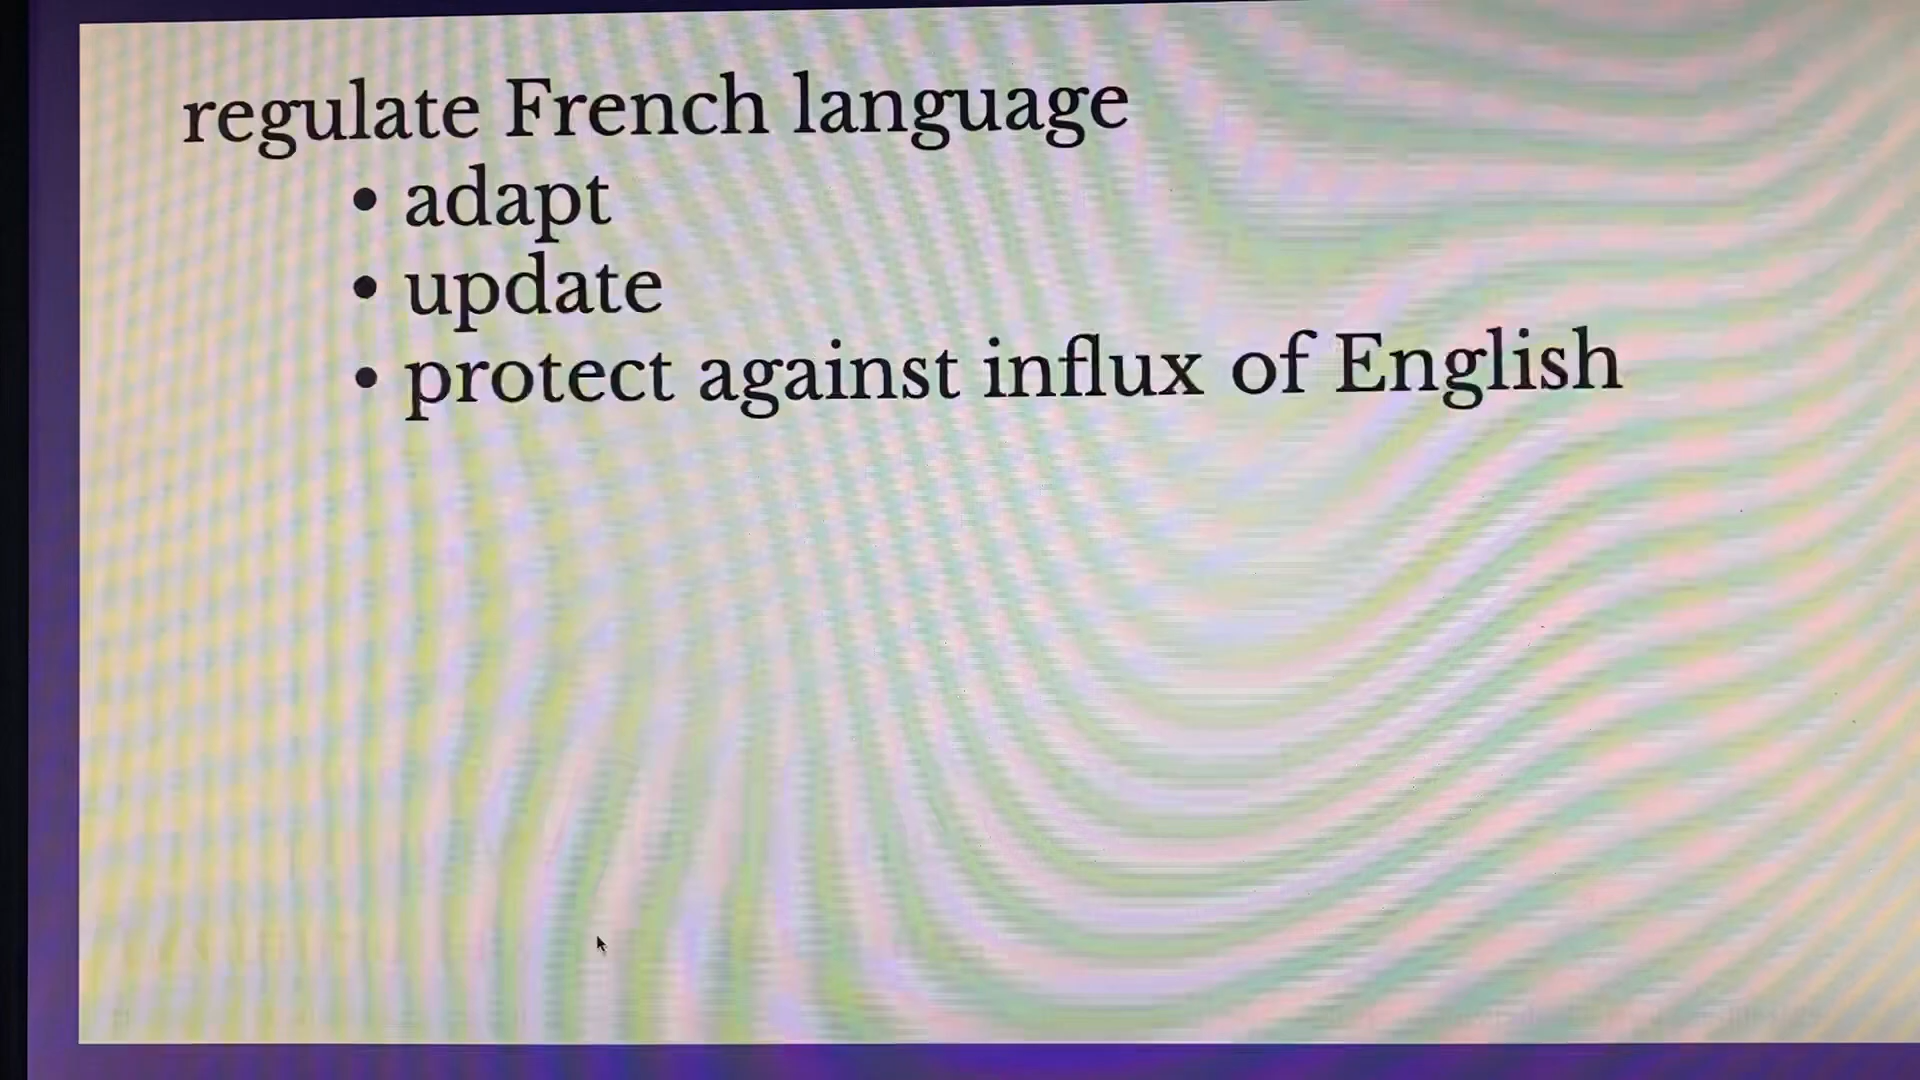 regulate French language
• adapt
• update
• protect against influx of English